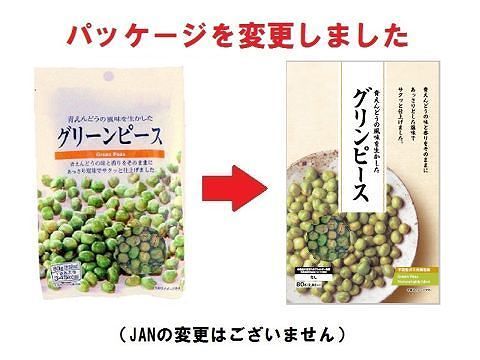 パッケージを変更しました
青えんどうの風味を生かした
グリーンピース
Green Peas
青えんどうの味と香りをそのままに
あっさり塩味でサクッと仕上げました。
青えんどうの味と香りをそのままに
あっさりとした塩味で
サクッと仕上げました。
青えんどうの風味を生かした
グリンピース
Green Peas
(JANの変更はございません)